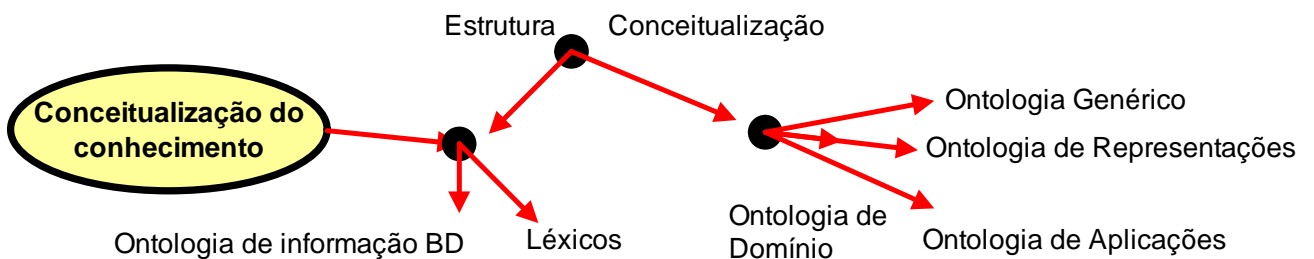 Estrutura Conceitualização
Conceitualização do
conhecimento
Ontologia Genérico
Ontologia de Representações
Ontologia de informação BD
Léxicos
Ontologia de
Domínio
Ontologia de Aplicações